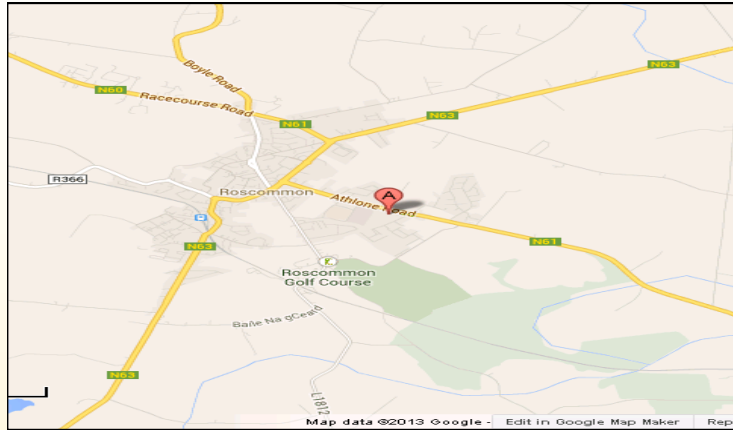 N63
Boyle Road
N60
Racecourse Road
N63
N61
R366
Roscommon
A
Athlone Road
N63
N61
Roscommon
Golf Course
Baile Na gCeard
N63
L1812
Map data ©2013 Google - Edit in Google Map Maker Rep